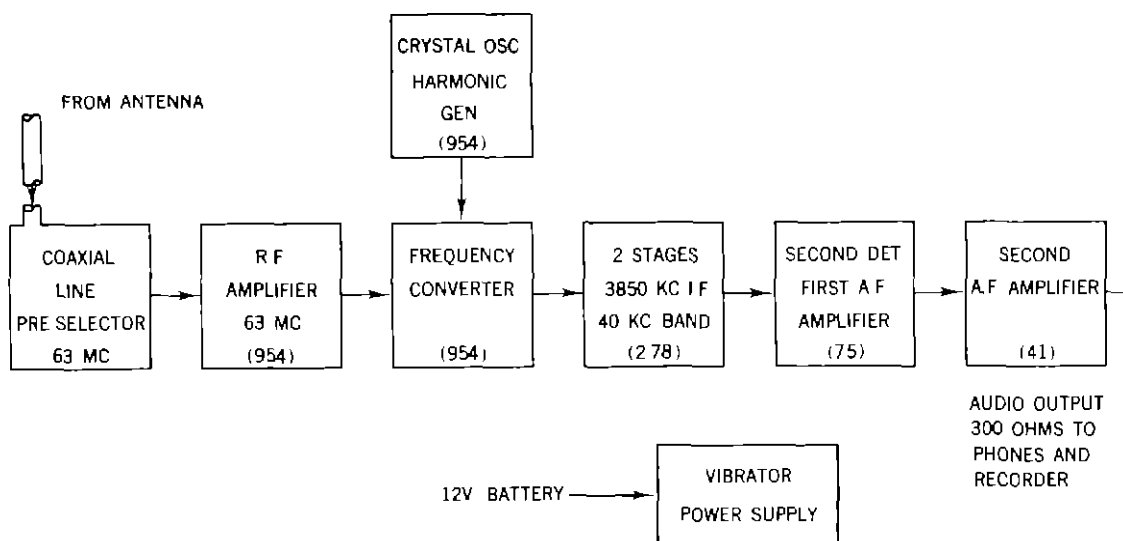 FROM ANTENNA
CRYSTAL OSC
HARMONIC
GEN
(954)
COAXIAL
LINE
PRE SELECTOR
63 MC
RF
AMPLIFIER
63 MC
(954)
FREQUENCY
CONVERTER
(954)
2 STAGES
3850 KC I F
40 KC BAND
(2 78)
SECOND DET
FIRST A F
AMPLIFIER
(75)
SECOND
A.F AMPLIFIER
(41)
AUDIO OUTPUT
300 OHMS TO
PHONES AND
RECORDER
12V BATTERY
VIBRATOR
POWER SUPPLY